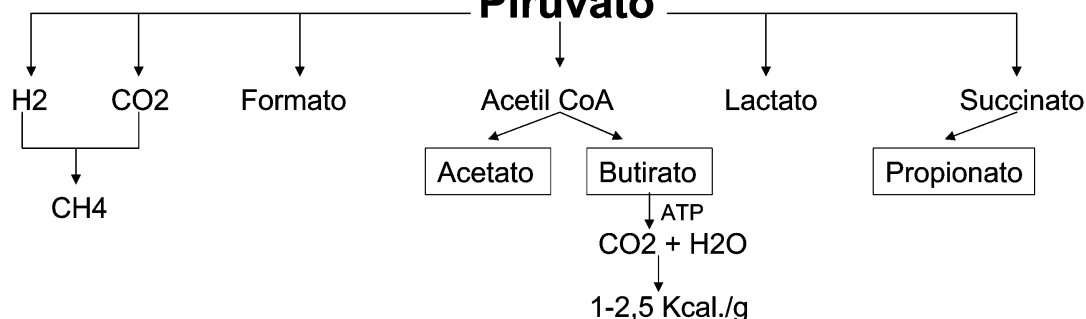 Piruvato
H2 CO2 Formato Acetil CoA Lactato Succinato
Acetato Butirato Propionato
CH4
ATP
CO2 + H2O
1-2,5 Kcal./g